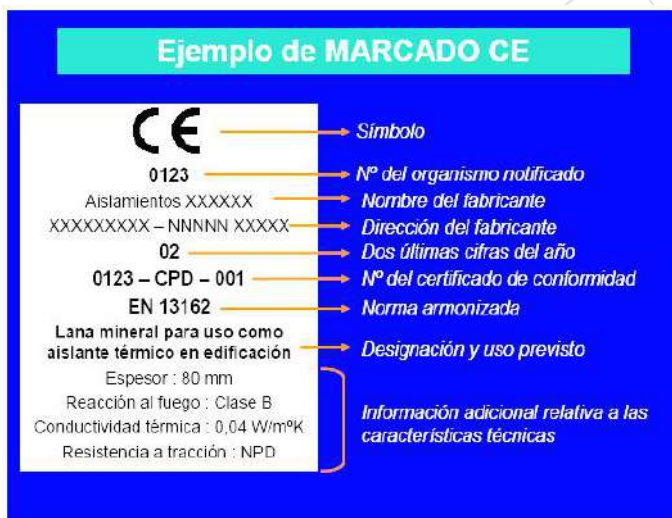 Ejemplo de MARCADO CE
CE
Símbolo
0123
Nº del organismo notificado
Aislamientos XXXXXX
Nombre del fabricante
XXXXXXXXX – NNNNN XXXXX
Dirección del fabricante
02
Dos últimas cifras del año
0123 – CPD – 001
Nº del certificado de conformidad
EN 13162
Norma armonizada
Lana mineral para uso como
aislante térmico en edificación
Designación y uso previsto
Espesor : 80 mm
Reacción al fuego : Clase B
Conductividad térmica : 0,04 W/mºK
Resistencia a tracción : NPD
Información adicional relativa a las
características técnicas